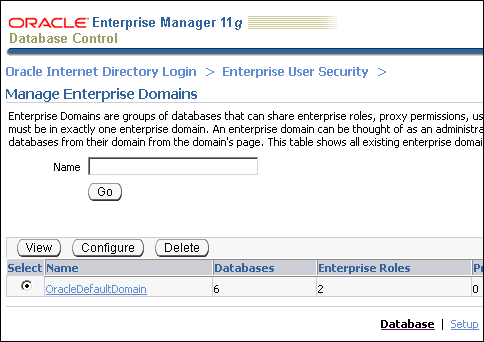 ORACLE Enterprise Manager 11g
Database Control
Oracle Internet Directory Login > Enterprise User Security >
Manage Enterprise Domains
Enterprise Domains are groups of databases that can share enterprise roles, proxy permissions, us
must be in exactly one enterprise domain. An enterprise domain can be thought of as an administra
databases from their domain from the domain's page. This table shows all existing enterprise domai
Name
Go
View Configure Delete
Select Name Databases Enterprise Roles P
OracleDefaultDomain 6 2 0
Database | Setup